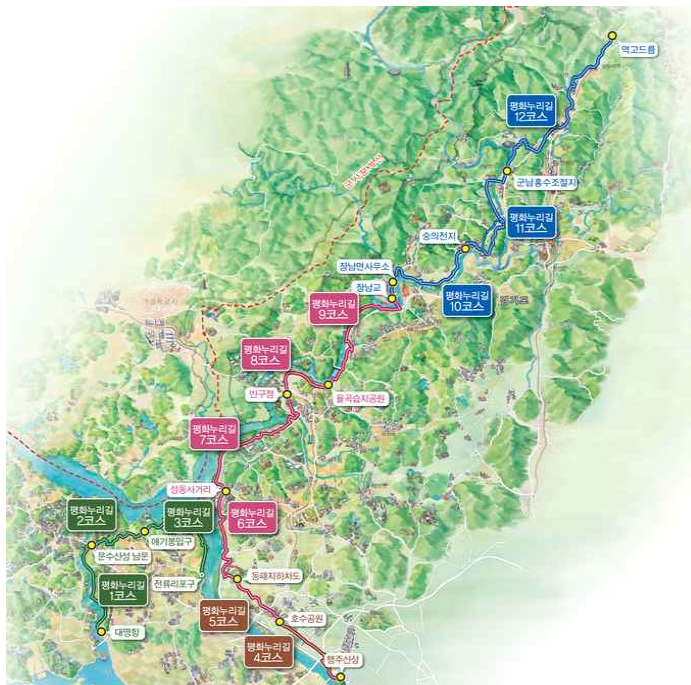 역고드름
평화누리길
12코스
군남홍수조절지
평화누리길
11코스
숭의전지
장남면사무소
장남교
평화누리길
10코스
평화누리길
9코스
평화누리길
8코스
반구정
율곡습지공원
평화누리길
7코스
성동사거리
평화누리길
6코스
평화누리길
2코스
평화누리길
3코스
애기봉입구
문수산성 남문
동패지하차도
전류리포구
평화누리길
1코스
평화누리길
5코스
호수공원
대명항
평화누리길
4코스
행주산성